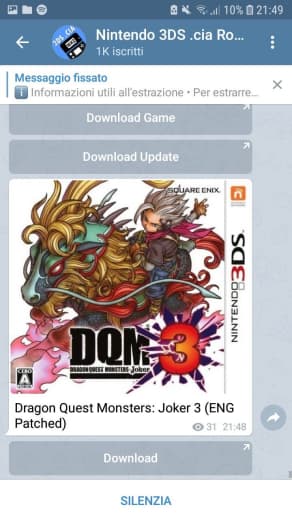 10% 21:49
Nintendo 3DS .cia Ro...
1K iscritti
Messaggio fissato
Informazioni utili all'estrazione • Per estrarre...
Download Game
Download Update
SQUARE ENIX.
NINTENDO 3DS
DQM 3
DRAGON QUEST MONSTERS-Joker
CERO
A
Dragon Quest Monsters: Joker 3 (ENG
Patched)
31 21:48
Download
SILENZIA